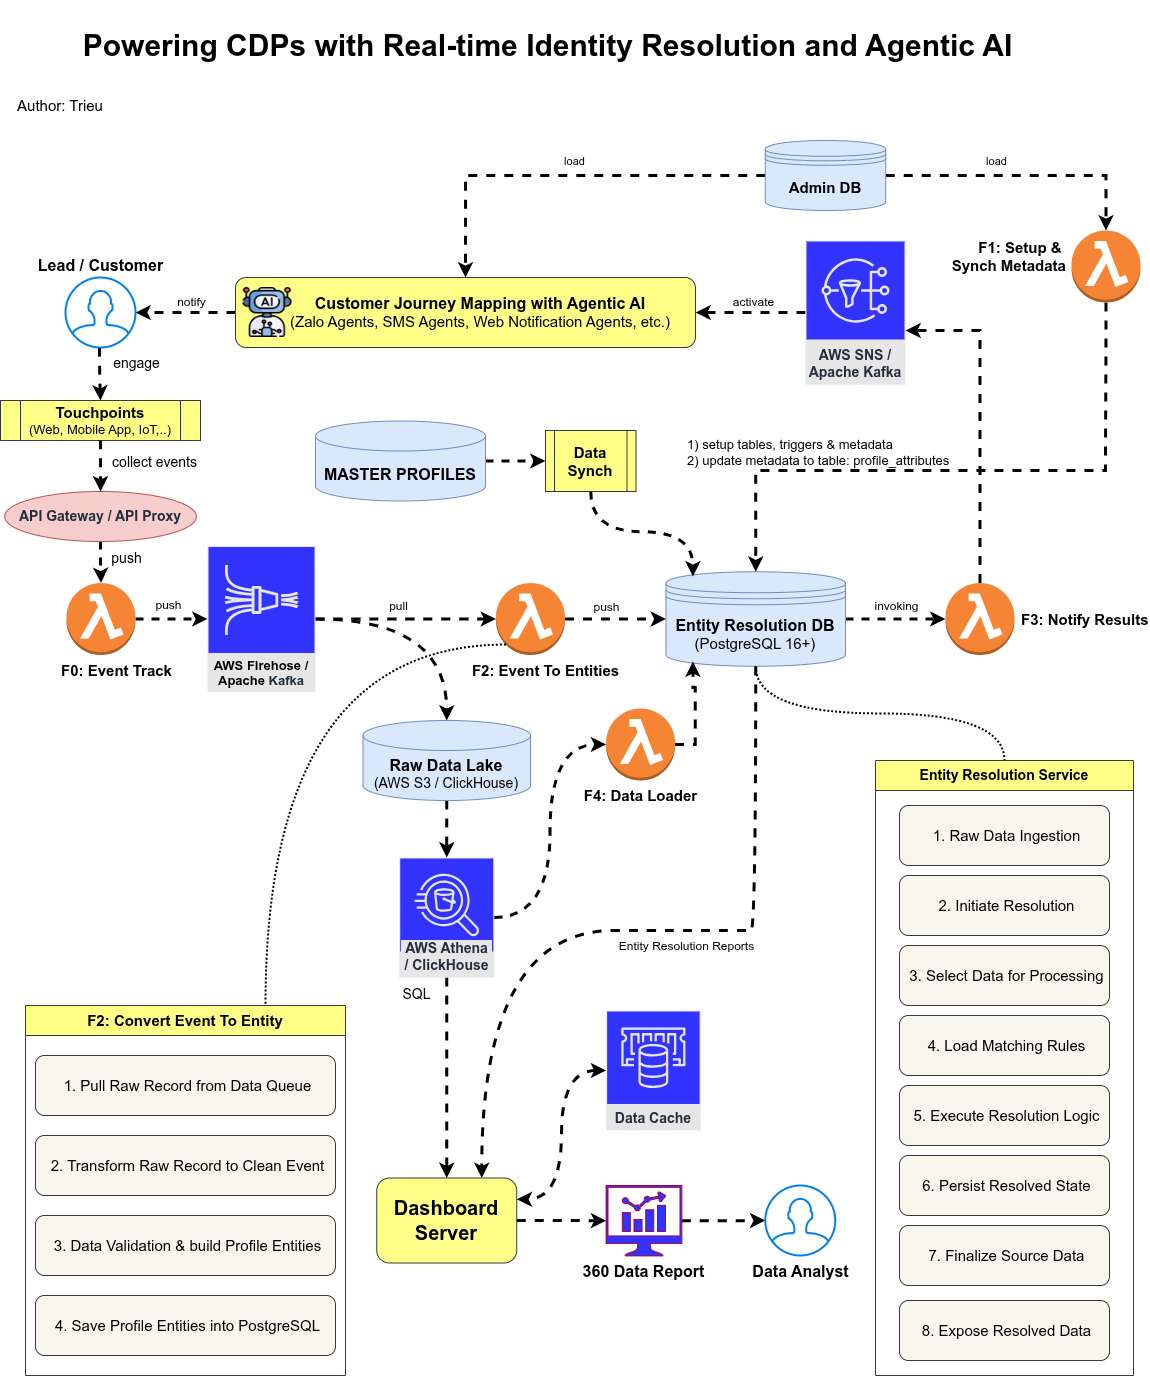 Powering CDPs with Real-time Identity Resolution and Agentic AI
Author: Trieu
load
load
Admin DB
F1: Setup &
Synch Metadata
Lead / Customer
notify
AI
Customer Journey Mapping with Agentic AI
(Zalo Agents, SMS Agents, Web Notification Agents, etc.)
activate
AWS SNS /
Apache Kafka
engage
Touchpoints
(Web, Mobile App, IoT,..)
collect events
API Gateway / API Proxy
push
MASTER PROFILES
Data
Synch
1) setup tables, triggers & metadata
2) update metadata to table: profile_attributes
F0: Event Track
push
AWS Firehose /
Apache Kafka
pull
F2: Event To Entities
push
Entity Resolution DB
(PostgreSQL 16+)
invoking
F3: Notify Results
Raw Data Lake
(AWS S3 / ClickHouse)
F4: Data Loader
AWS Athena
/ ClickHouse
SQL
Entity Resolution Reports
Data Cache
Dashboard
Server
360 Data Report
Data Analyst
F2: Convert Event To Entity
1. Pull Raw Record from Data Queue
2. Transform Raw Record to Clean Event
3. Data Validation & build Profile Entities
4. Save Profile Entities into PostgreSQL
Entity Resolution Service
1. Raw Data Ingestion
2. Initiate Resolution
3. Select Data for Processing
4. Load Matching Rules
5. Execute Resolution Logic
6. Persist Resolved State
7. Finalize Source Data
8. Expose Resolved Data